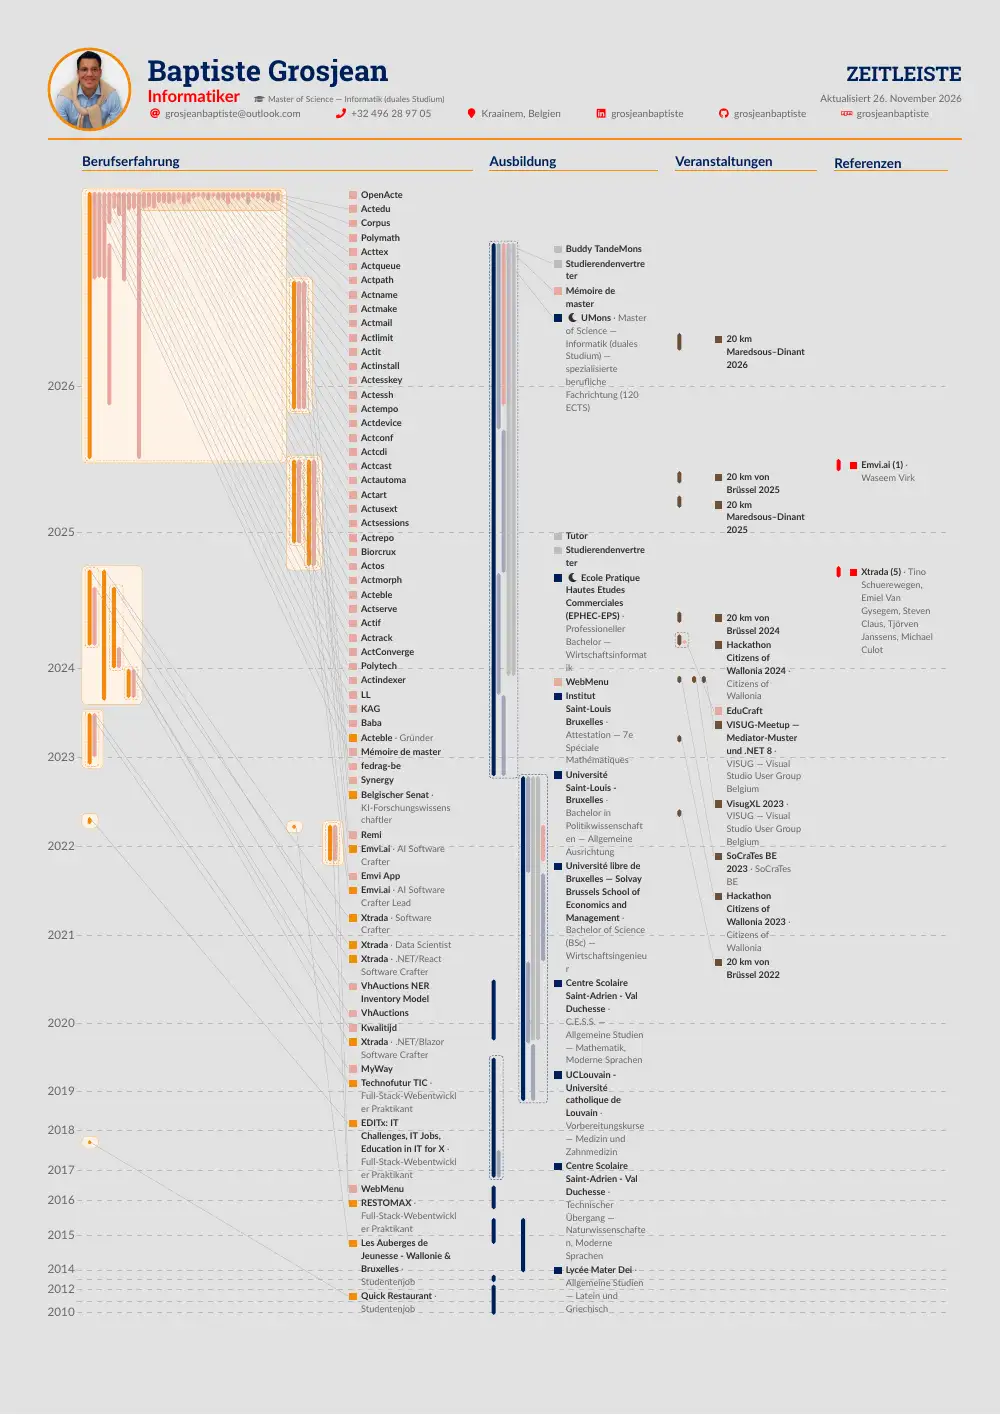 Baptiste Grosjean
ZEITLEISTE
Informatiker
Master of Science — Informatik (duales Studium)
Aktualisiert 26. November 2026
grosjeanbaptiste@outlook.com
+32 496 28 97 05
Kraainem, Belgien
grosjeanbaptiste
grosjeanbaptiste
grosjeanbaptiste
Berufserfahrung
Ausbildung
Veranstaltungen
Referenzen
2026
2025
2024
2023
2022
2021
2020
2019
2018
2017
2016
2015
2014
2012
2010
OpenActe
Actedu
Corpus
Polymath
Acttex
Actqueue
Actpath
Actname
Actmake
Actmail
Actlimit
Actit
Actinstall
Actesskey
Actessh
Actempo
Actdevice
Actconf
Actcdi
Actcast
Actautoma
Actart
Actusext
Actsessions
Actrepo
Biorcrux
Actos
Actmorph
Acteble
Actserve
Actif
Actrack
ActConverge
Polytech
Actindexer
LL
KAG
Baba
Acteble · Gründer
Mémoire de master
fedrag-be
Synergy
Belgischer Senat ·
KI-Forschungswissens
chaftler
Remi
Emvi.ai · AI Software
Crafter
Emvi App
Emvi.ai · AI Software
Crafter Lead
Xtrada · Software
Crafter
Xtrada · Data Scientist
Xtrada · .NET/React
Software Crafter
VhAuctions NER
Inventory Model
VhAuctions
Kwalitijd
Xtrada · .NET/Blazor
Software Crafter
MyWay
Technofutur TIC ·
Full-Stack-Webentwickl
er Praktikant
EDITx: IT
Challenges, IT Jobs,
Education in IT for X ·
Full-Stack-Webentwickl
er Praktikant
WebMenu
RESTOMAX ·
Full-Stack-Webentwickl
er Praktikant
Les Auberges de
Jeunesse - Wallonie &
Bruxelles ·
Studentenjob
Quick Restaurant ·
Studentenjob
Buddy TandeMons
Studierendenvertre
ter
Mémoire de
master
UMons · Master
of Science —
Informatik (duales
Studium) —
spezialisierte
berufliche
Fachrichtung (120
ECTS)
Tutor
Studierendenvertre
ter
Ecole Pratique
Hautes Etudes
Commerciales
(EPHEC-EPS) ·
Professioneller
Bachelor —
Wirtschaftsinformat
ik
WebMenu
Institut
Saint-Louis
Bruxelles ·
Attestation — 7e
Spéciale
Mathématiques
Université
Saint-Louis -
Bruxelles ·
Bachelor in
Politikwissenschaft
en — Allgemeine
Ausrichtung
Université libre de
Bruxelles — Solvay
Brussels School of
Economics and
Management ·
Bachelor of Science
(BSc) —
Wirtschaftsingenieu
r
Centre Scolaire
Saint-Adrien - Val
Duchesse ·
C.E.S.S. —
Allgemeine Studien
— Mathematik,
Moderne Sprachen
UCLouvain -
Université
catholique de
Louvain ·
Vorbereitungskurse
— Medizin und
Zahnmedizin
Centre Scolaire
Saint-Adrien - Val
Duchesse ·
Technischer
Übergang —
Naturwissenschafte
n, Moderne
Sprachen
Lycée Mater Dei ·
Allgemeine Studien
— Latein und
Griechisch
20 km
Maredsous–Dinant
2026
20 km von
Brüssel 2025
20 km
Maredsous–Dinant
2025
20 km von
Brüssel 2024
Hackathon
Citizens of
Wallonia 2024 ·
Citizens of
Wallonia
EduCraft
VISUG-Meetup —
Mediator-Muster
und .NET 8 ·
VISUG — Visual
Studio User Group
Belgium
VisugXL 2023 ·
VISUG — Visual
Studio User Group
Belgium
SoCraTes BE
2023 · SoCraTes
BE
Hackathon
Citizens of
Wallonia 2023 ·
Citizens of
Wallonia
20 km von
Brüssel 2022
Emvi.ai (1) ·
Waseem Virk
Xtrada (5) · Tino
Schuerewegen,
Emiel Van
Gysegem, Steven
Claus, Tjörven
Janssens, Michael
Culot